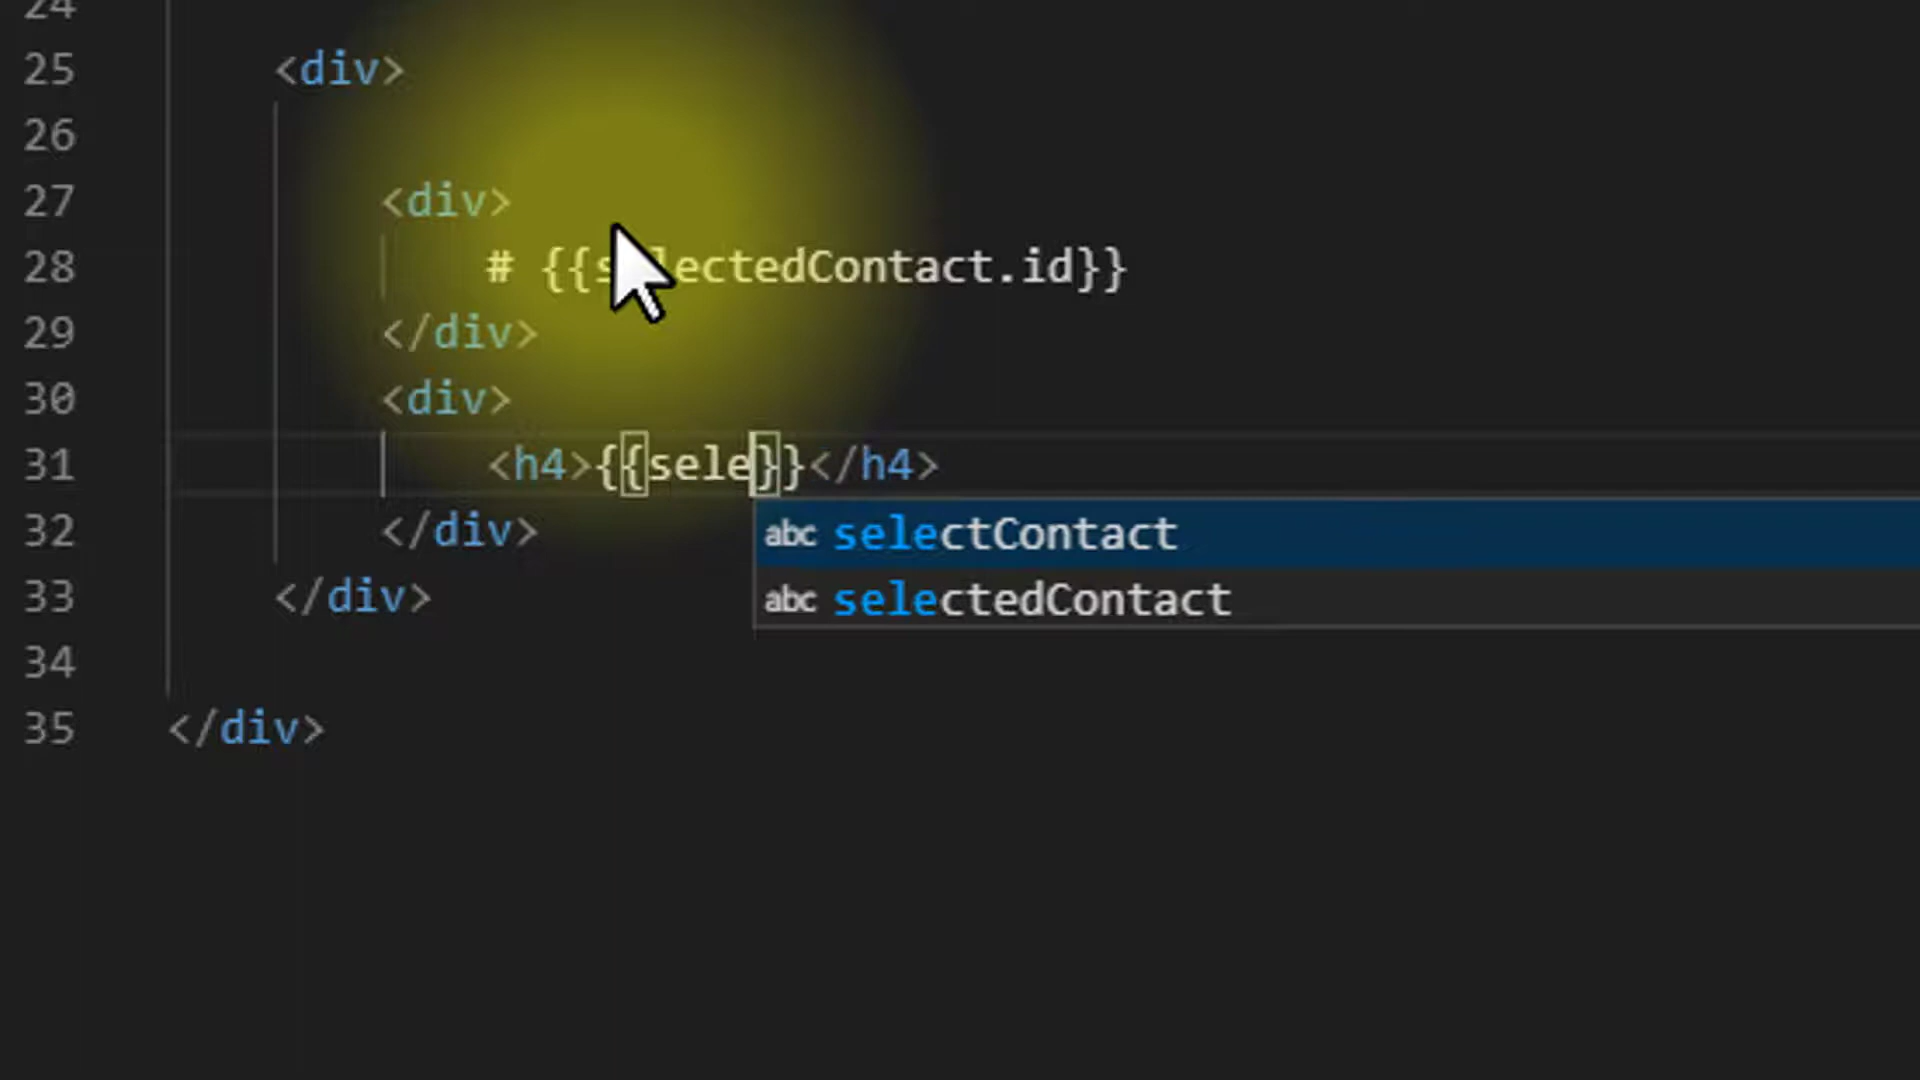 24
25 <div>
26
27 <div>
28 # {{selectedContact.id}}
29 </div>
30 <div>
31 <h4>{{sele}}</h4>
32 </div>
abc selectContact
33 </div>
abc selectedContact
34
35 </div>